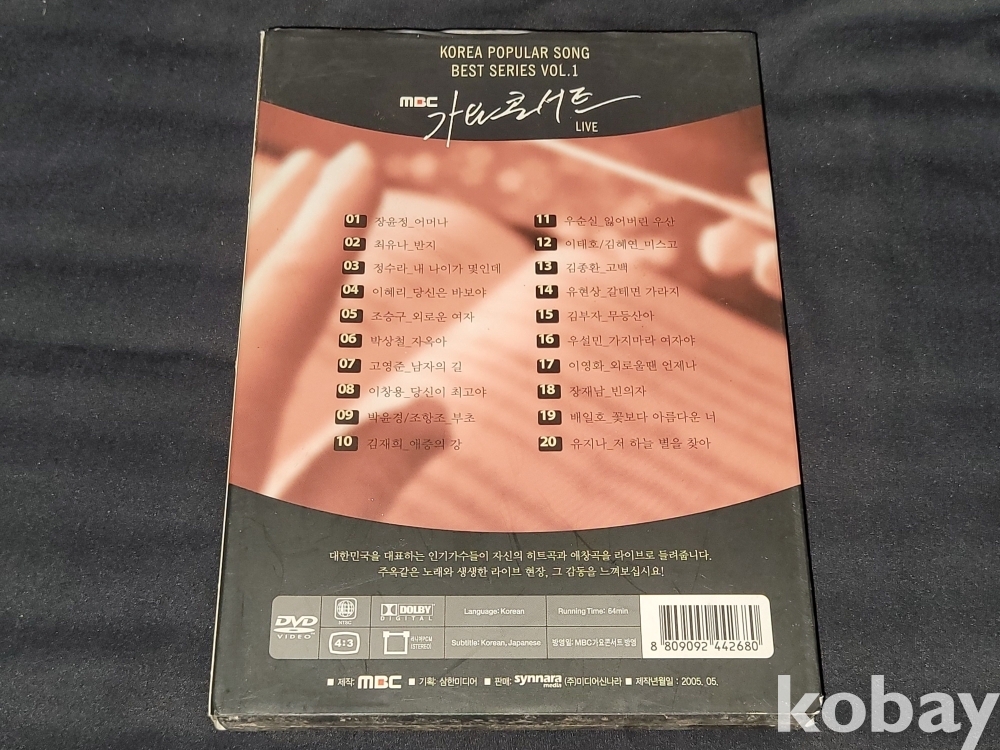 KOREA POPULAR SONG
BEST SERIES VOL.1
MBC 가요콘서트
LIVE
01 장윤정_어머나
02 최유나_반지
03 정수라_내 나이가 몇인데
04 이혜리_당신은 바보야
05 조승구_외로운 여자
06 박상철_자옥아
07 고영준_남자의 길
08 이창용_당신이 최고야
09 박윤경/조항조_부초
10 김재희_애증의 강
11 우순실_잃어버린 우산
12 이태호/김혜연_미스고
13 김종환_고백
14 유현상_갈테면 가라지
15 김부자_무등산아
16 우설민_가지마라 여자야
17 이영화_외로울땐 언제나
18 장재남_빈의자
19 배일호_꽃보다 아름다운 너
20 유지나_저 하늘 별을 찾아
대한민국을 대표하는 인기가수들이 자신의 히트곡과 애창곡을 라이브로 들려줍니다.
주옥같은 노래와 생생한 라이브 현장, 그 감동을 느껴보십시요!
DVD VIDEO
NTSC
4:3
DOLBY DIGITAL
리니어PCM (STEREO)
Language: Korean
Running Time: 64min
Subtitle: Korean, Japanese
방영일: MBC가요콘서트 방영
8 809092 442680
■ 제작: MBC ■ 기획: 삼한미디어 ■ 판매: synnara media (주)미디어신나라 ■ 제작년월일 : 2005. 05.
kobay